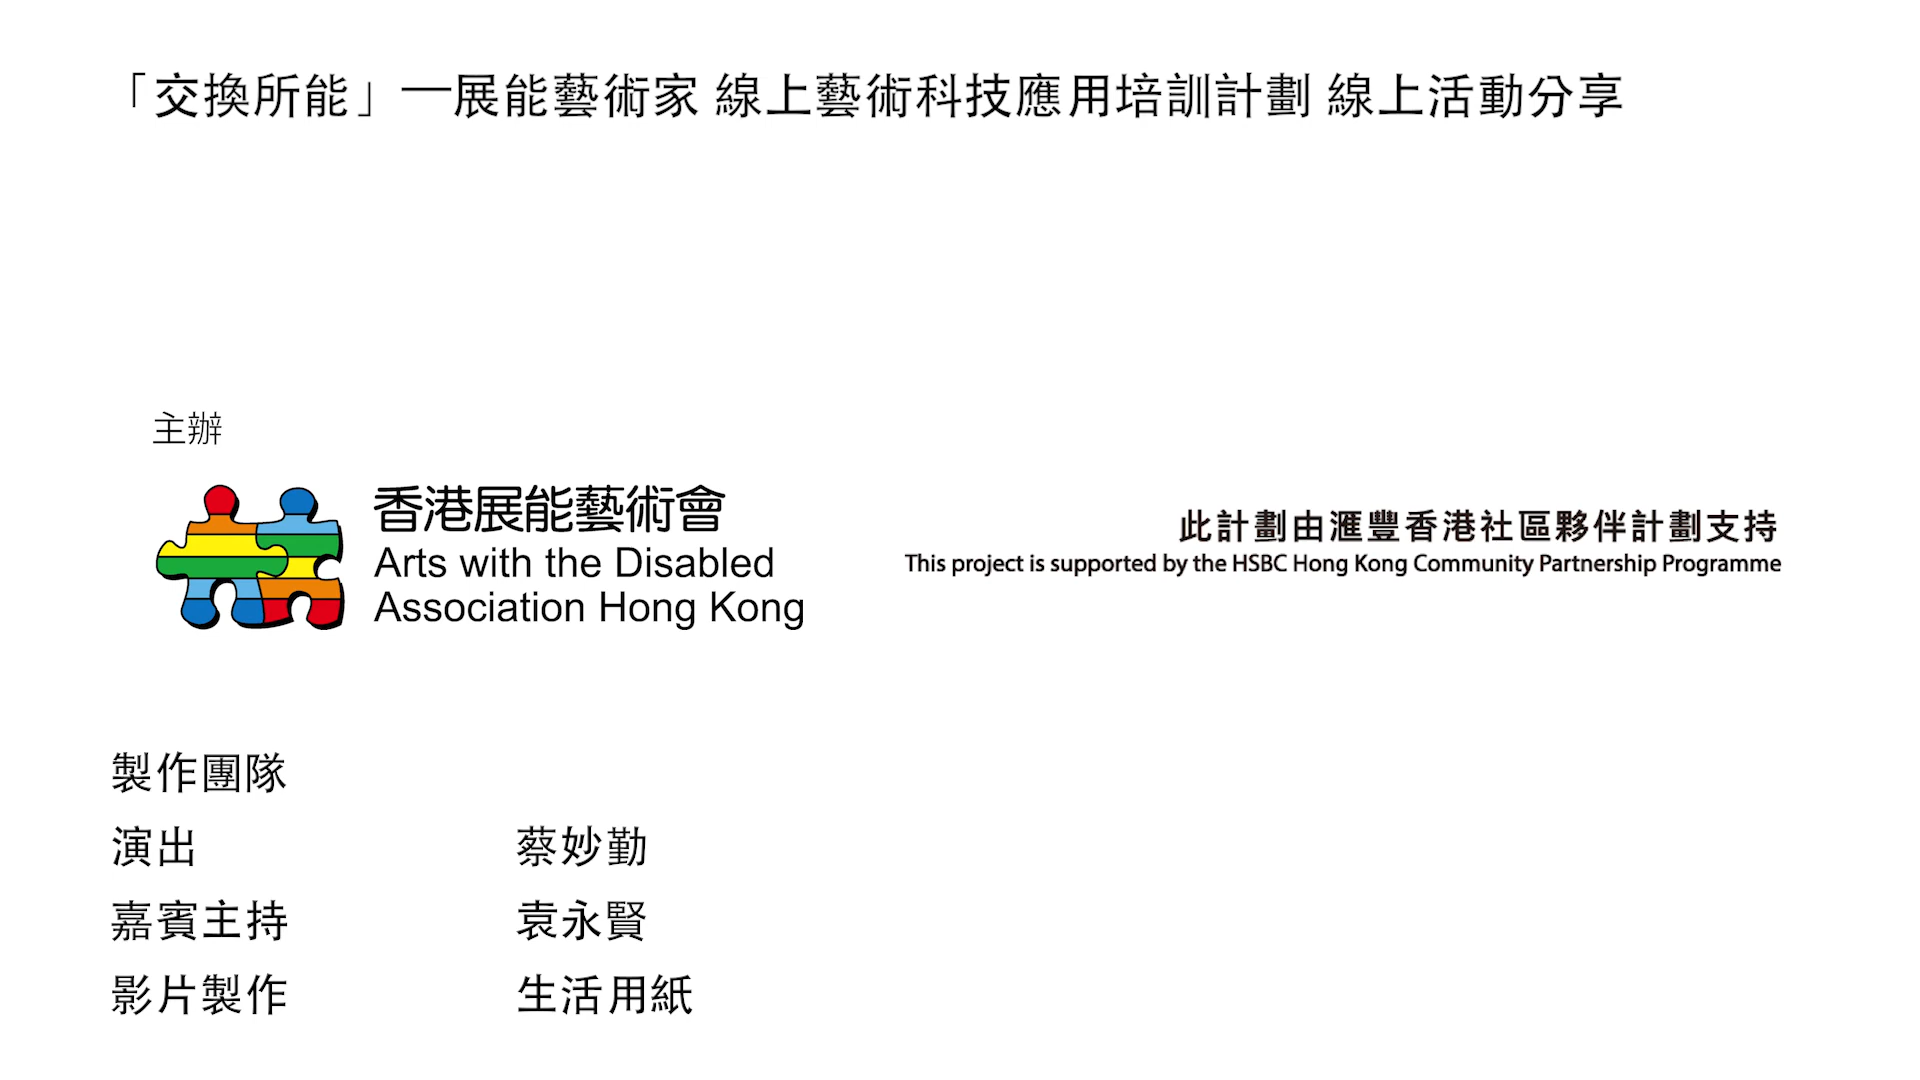 「交換所能」—展能藝術家 線上藝術科技應用培訓計劃 線上活動分享
主辦
香港展能藝術會
Arts with the Disabled
Association Hong Kong
此計劃由滙豐香港社區夥伴計劃支持
This project is supported by the HSBC Hong Kong Community Partnership Programme
製作團隊
演出 蔡妙勤
嘉賓主持 袁永賢
影片製作 生活用紙